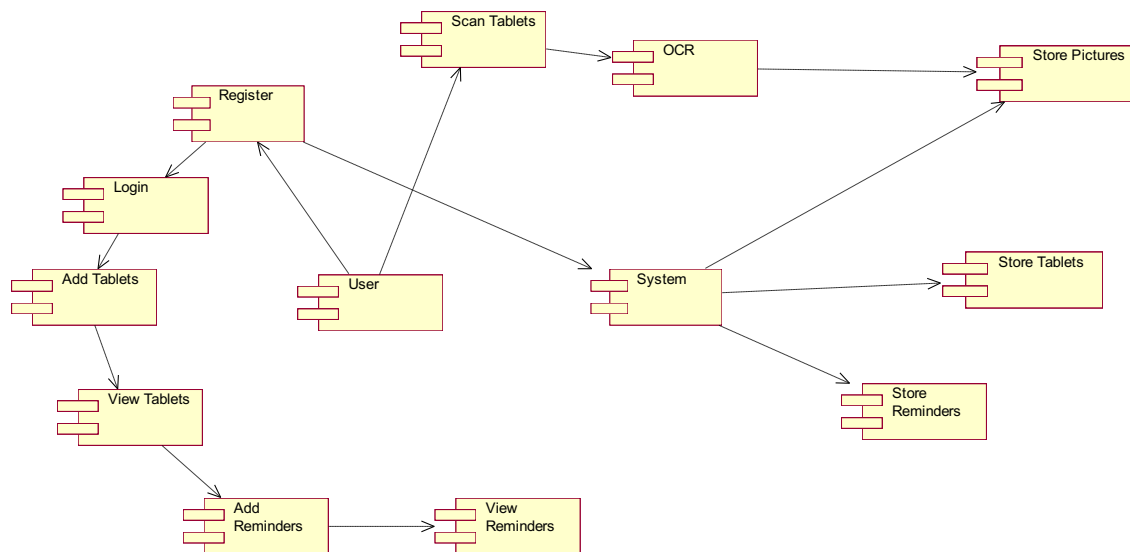 Scan Tablets
OCR
Store Pictures
Register
Login
Add Tablets
User
System
Store Tablets
View Tablets
Store
Reminders
Add
Reminders
View
Reminders